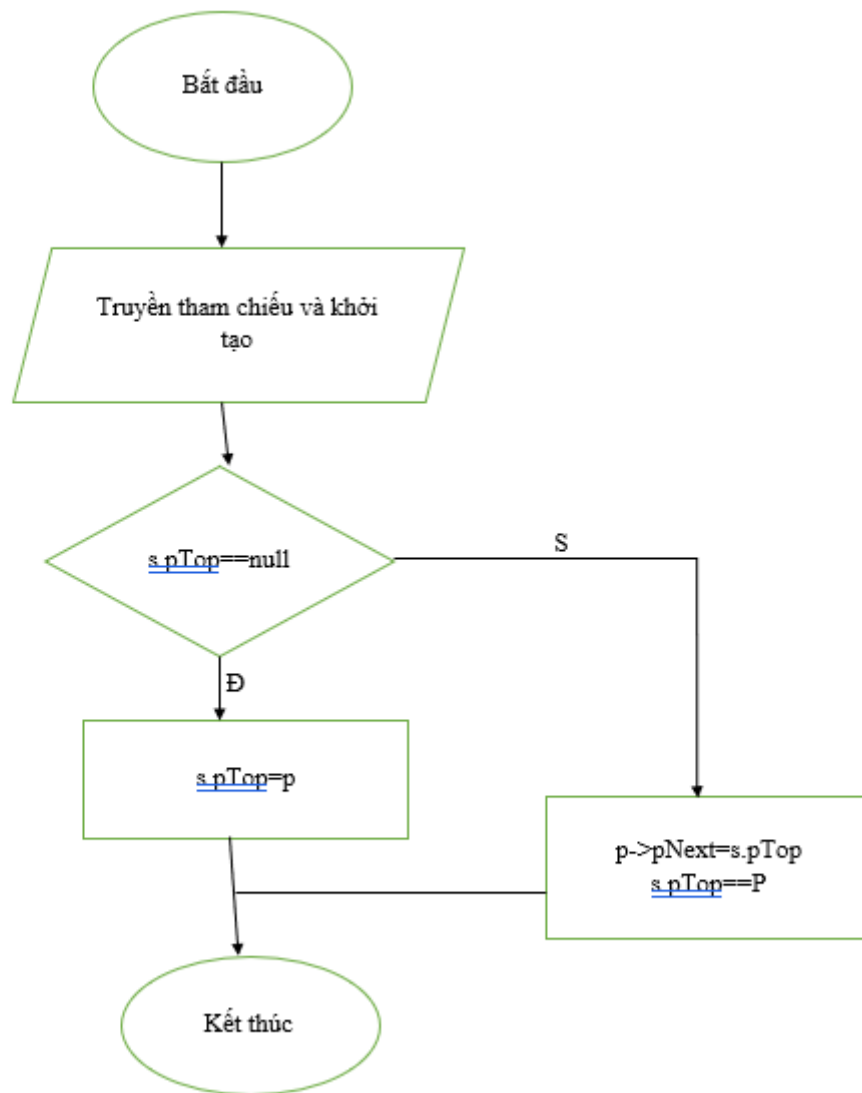 Bắt đầu
Truyền tham chiếu và khởi
tạo
s.pTop==null
S
Đ
s.pTop=p
p->pNext=s.pTop
s.pTop==P
Kết thúc